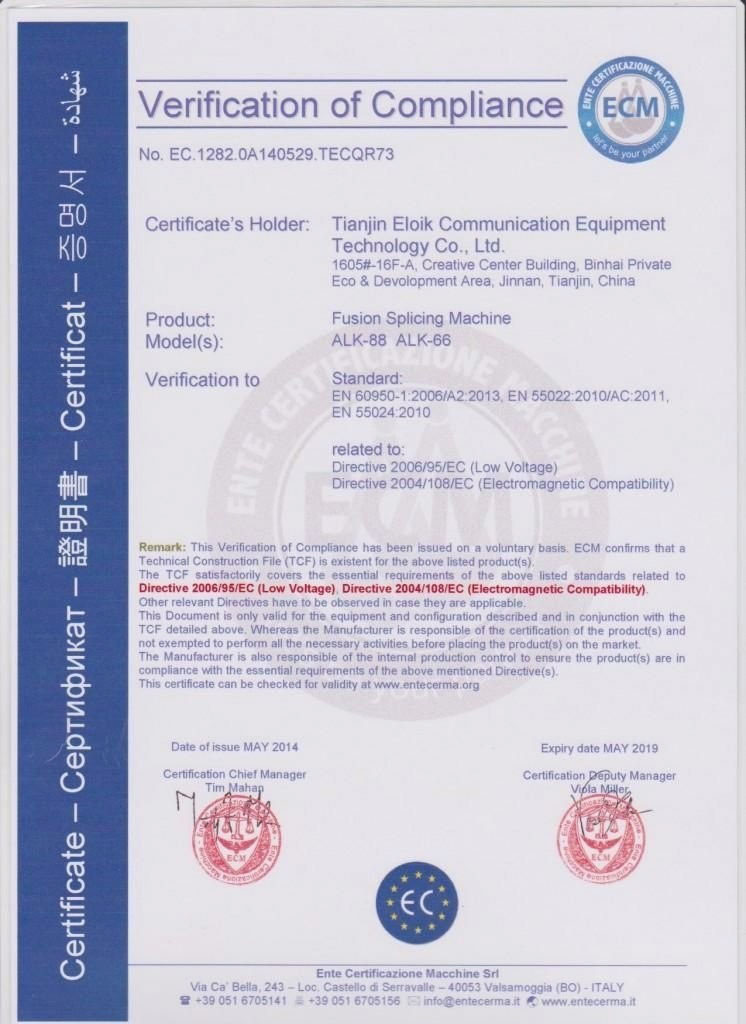 Verification of Compliance
ENTE CERTIFICAZIONE MACCHINE
ECM
let's be your partner
No. EC.1282.0A140529.TECQR73
Certificate's Holder: Tianjin Eloik Communication Equipment
Technology Co., Ltd.
1605#-16F-A, Creative Center Building, Binhai Private
Eco & Devolopment Area, Jinnan, Tianjin, China
Product: Fusion Splicing Machine
Model(s): ALK-88 ALK-66
Verification to Standard:
EN 60950-1:2006/A2:2013, EN 55022:2010/AC:2011,
EN 55024:2010
related to:
Directive 2006/95/EC (Low Voltage)
Directive 2004/108/EC (Electromagnetic Compatibility)
ENTE CERTIFICAZIONE MACCHINE
ECM
Remark: This Verification of Compliance has been issued on a voluntary basis. ECM confirms that a
Technical Construction File (TCF) is existent for the above listed product(s).
The TCF satisfactorily covers the essential requirements of the above listed standards related to
Directive 2006/95/EC (Low Voltage), Directive 2004/108/EC (Electromagnetic Compatibility).
Other relevant Directives have to be observed in case they are applicable.
This Document is only valid for the equipment and configuration described and in conjunction with the
TCF detailed above. Whereas the Manufacturer is responsible of the certification of the product(s) and
not exempted to perform all the necessary activities before placing the product(s) on the market.
The Manufacturer is also responsible of the internal production control to ensure the product(s) are in
compliance with the essential requirements of the above mentioned Directive(s).
This certificate can be checked for validity at www.entecerma.org
Date of issue MAY 2014
Expiry date MAY 2019
Certification Chief Manager
Tim Mahan
Certification Deputy Manager
Viola Miller
Ente Certificazione Macchine
ECM
Ente Certificazione Macchine
ECM
EC
Ente Certificazione Macchine Srl
Via Ca' Bella, 243 – Loc. Castello di Serravalle – 40053 Valsamoggia (BO) - ITALY
+39 051 6705141 +39 051 6705156 info@entecerma.it www.entecerma.it
Certificate – Сертификат – 證明書 – Certificat – 증명서 – شهادة